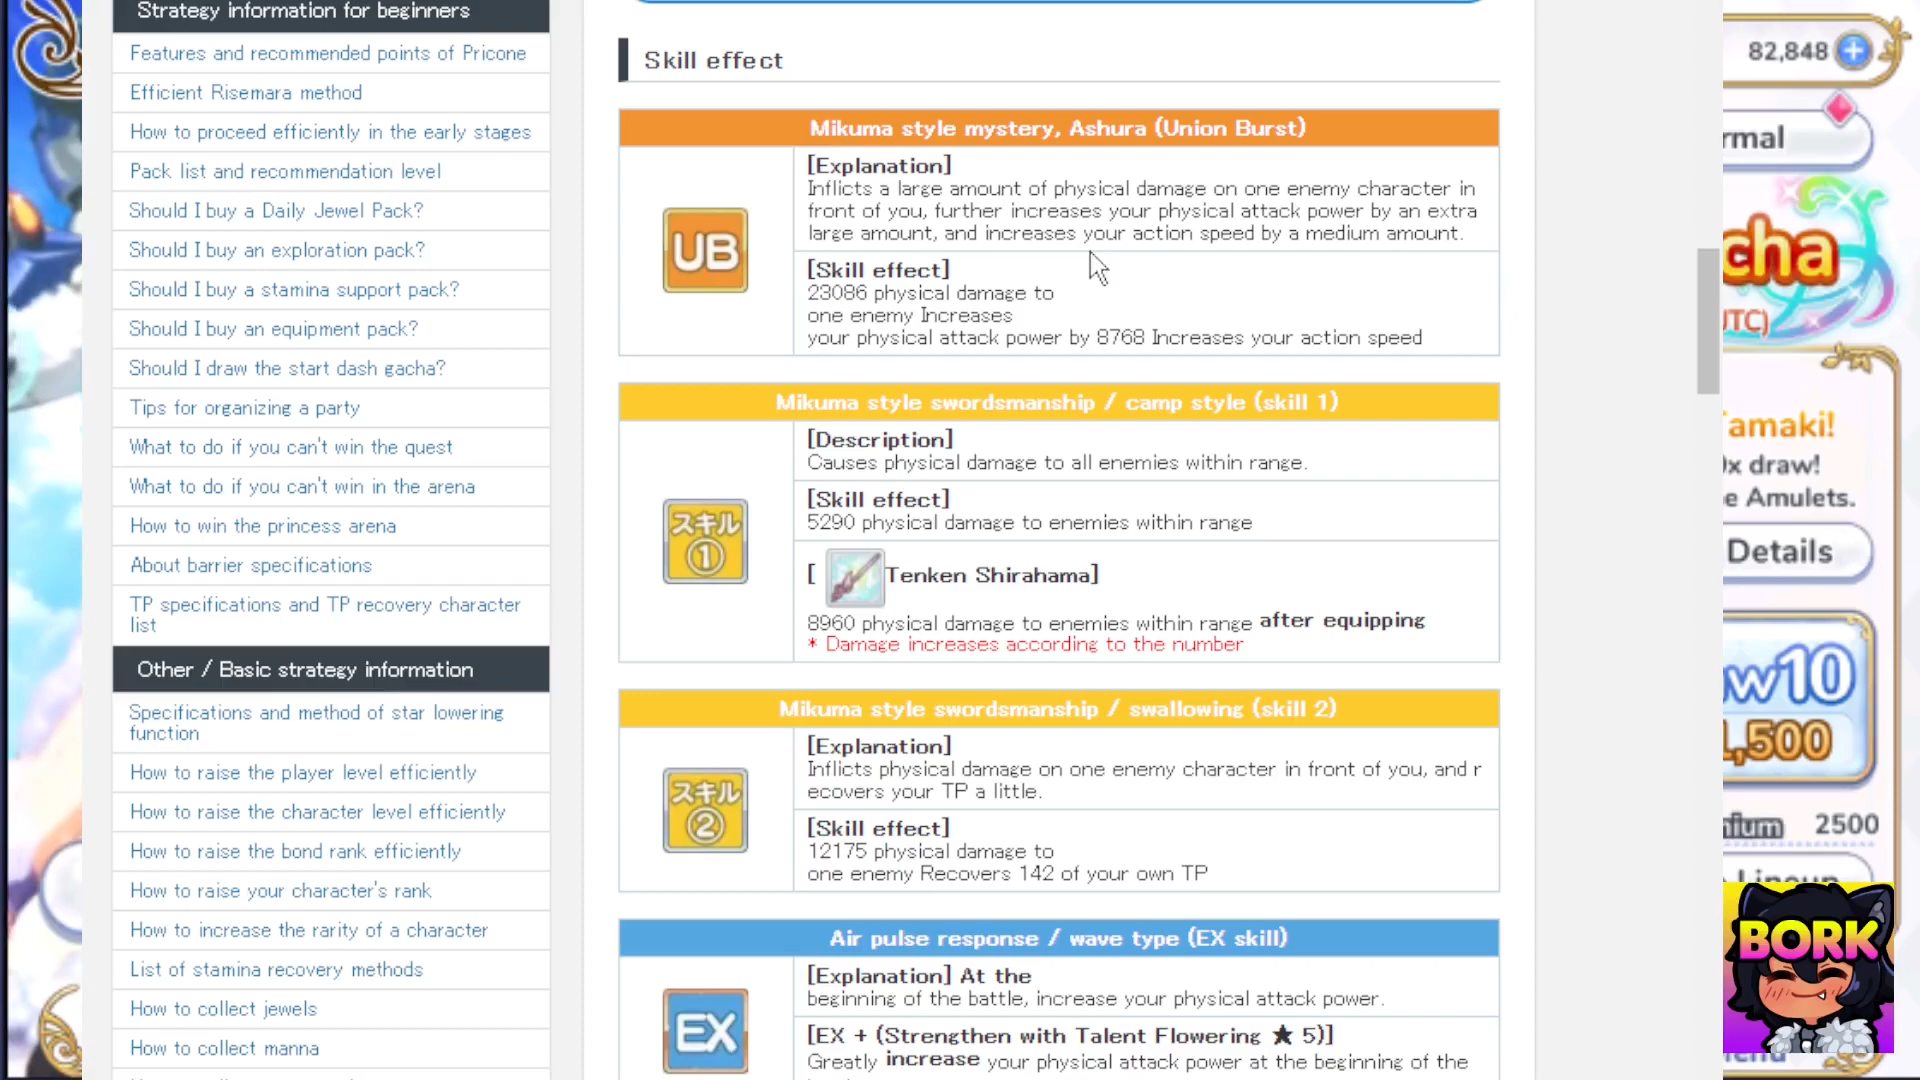 Strategy information for beginners
Features and recommended points of Pricone
Efficient Risemara method
How to proceed efficiently in the early stages
Pack list and recommendation level
Should I buy a Daily Jewel Pack?
Should I buy an exploration pack?
Should I buy a stamina support pack?
Should I buy an equipment pack?
Should I draw the start dash gacha?
Tips for organizing a party
What to do if you can't win the quest
What to do if you can't win in the arena
How to win the princess arena
About barrier specifications
TP specifications and TP recovery character
list
Other / Basic strategy information
Specifications and method of star lowering
function
How to raise the player level efficiently
How to raise the character level efficiently
How to raise the bond rank efficiently
How to raise your character's rank
How to increase the rarity of a character
List of stamina recovery methods
How to collect jewels
How to collect manna
Skill effect
Mikuma style mystery, Ashura (Union Burst)
UB
[Explanation]
Inflicts a large amount of physical damage on one enemy character in
front of you, further increases your physical attack power by an extra
large amount, and increases your action speed by a medium amount.
[Skill effect]
23086 physical damage to
one enemy Increases
your physical attack power by 8768 Increases your action speed
Mikuma style swordsmanship / camp style (skill 1)
スキル
①
[Description]
Causes physical damage to all enemies within range.
[Skill effect]
5290 physical damage to enemies within range
[ Tenken Shirahama]
8960 physical damage to enemies within range after equipping
* Damage increases according to the number
Mikuma style swordsmanship / swallowing (skill 2)
スキル
②
[Explanation]
Inflicts physical damage on one enemy character in front of you, and r
ecovers your TP a little.
[Skill effect]
12175 physical damage to
one enemy Recovers 142 of your own TP
Air pulse response / wave type (EX skill)
EX
[Explanation] At the
beginning of the battle, increase your physical attack power.
[EX + (Strengthen with Talent Flowering ★ 5)]
Greatly increase your physical attack power at the beginning of the
82,848
rmal
cha
UTC)
amaki!
x draw!
e Amulets.
Details
w10
1,500
2500
Lineup
BORK